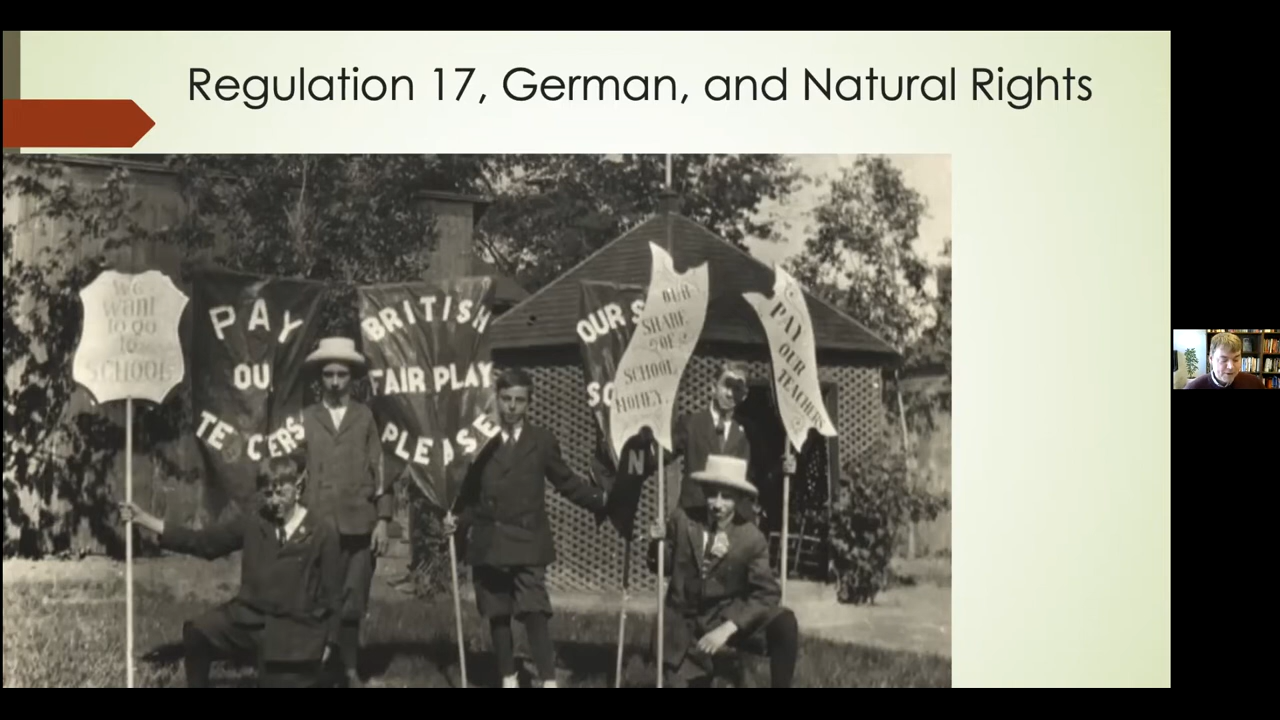 Regulation 17, German, and Natural Rights
We
want
to go
to
SCHOOL
PAY
OU
TE CERS
BRITISH
FAIR PLAY
PLEASE
OUR S
SC
N
OUR
SHARE
OF
SCHOOL
MONEY.
PAY
OUR
TEACHERS